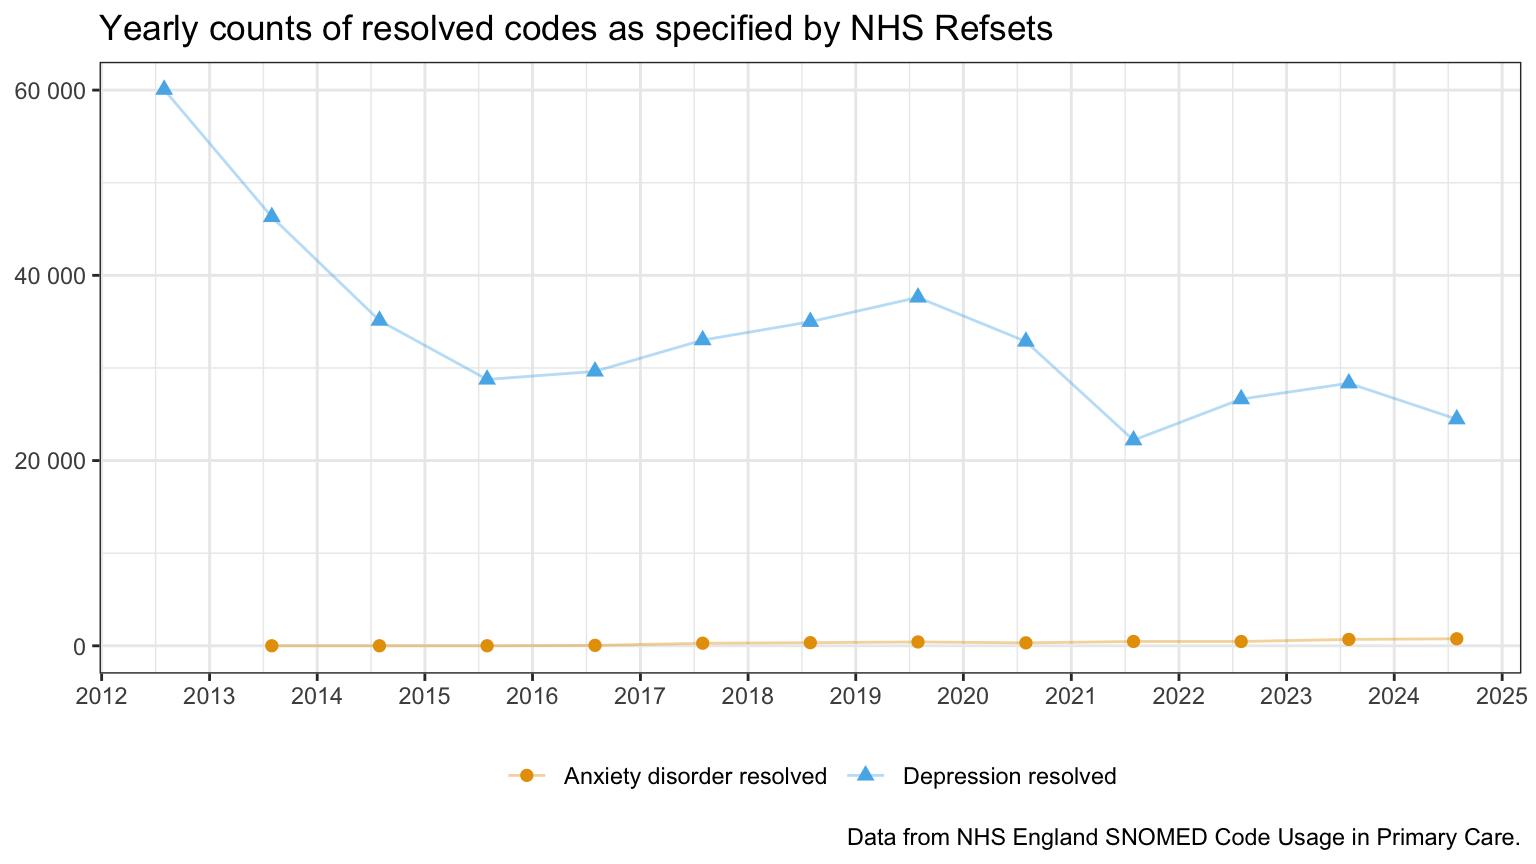 Yearly counts of resolved codes as specified by NHS Refsets
60 000
40 000
20 000
0
2012 2013 2014 2015 2016 2017 2018 2019 2020 2021 2022 2023 2024 2025
Anxiety disorder resolved Depression resolved
Data from NHS England SNOMED Code Usage in Primary Care.